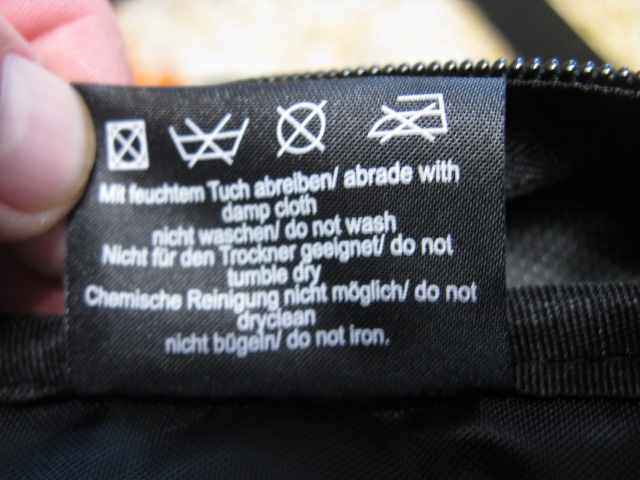 Mit feuchtem Tuch abreiben/ abrade with
damp cloth
nicht waschen/ do not wash
Nicht für den Trockner geeignet/ do not
tumble dry
Chemische Reinigung nicht möglich/ do not
dryclean
nicht bügeln/ do not iron.